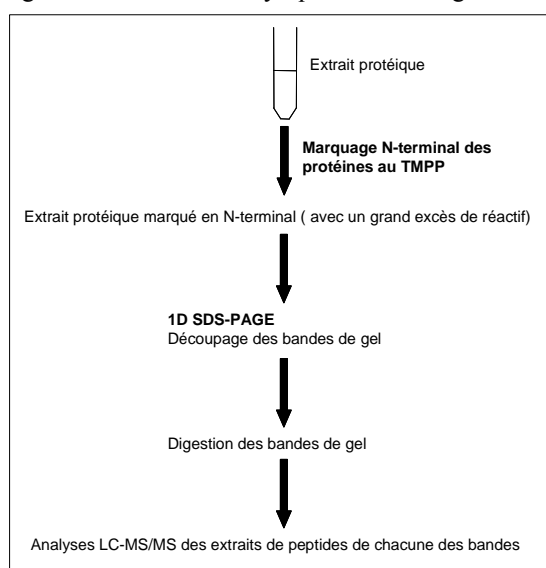 Extrait protéique
Marquage N-terminal des
protéines au TMPP
Extrait protéique marqué en N-terminal ( avec un grand excès de réactif)
1D SDS-PAGE
Découpage des bandes de gel
Digestion des bandes de gel
Analyses LC-MS/MS des extraits de peptides de chacune des bandes